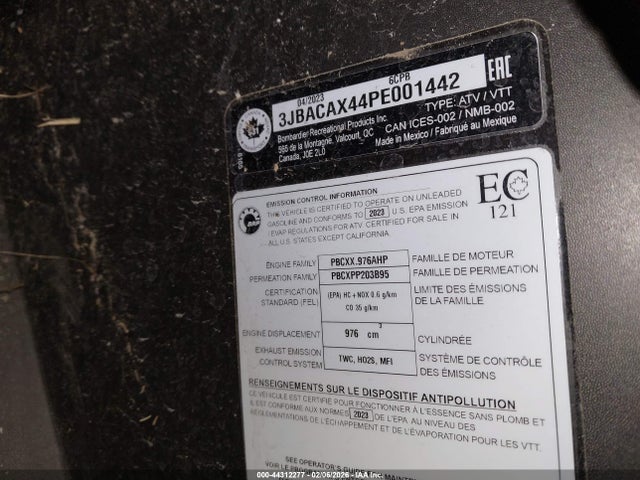 04/2023 6CPB
3JBACAX44PE001442
EAC
TYPE: ATV / VTT
Bombardier Recreational Products Inc
565 de la Montagne, Valcourt, QC
Canada, J0E 2L0
CAN ICES-002 / NMB-002
Made in Mexico / Fabriqué au Mexique
EMISSION CONTROL INFORMATION
THIS VEHICLE IS CERTIFIED TO OPERATE ON UNLEADED
GASOLINE AND CONFORMS TO 2023 U.S. EPA EMISSION
/ EVAP REGULATIONS FOR ATV. CERTIFIED FOR SALE IN
ALL U.S. STATES EXCEPT CALIFORNIA.
EC
121
ENGINE FAMILY PBCXX.976AHP FAMILLE DE MOTEUR
PERMEATION FAMILY PBCXPP203B95 FAMILLE DE PERMEATION
CERTIFICATION STANDARD (FEL) (EPA) HC + NOX 0.6 g/km CO 35 g/km LIMITE DES ÉMISSIONS DE LA FAMILLE
ENGINE DISPLACEMENT 976 cm3 CYLINDRÉE
EXHAUST EMISSION CONTROL SYSTEM TWC, HO2S, MFI SYSTÈME DE CONTRÔLE DES ÉMISSIONS
RENSEIGNEMENTS SUR LE DISPOSITIF ANTIPOLLUTION
CE VÉHICULE EST CERTIFIÉ POUR FONCTIONNER À L'ESSENCE SANS PLOMB ET
EST CONFORME AUX NORMES 2023 DE L'EPA AU NIVEAU DES
RÉGLEMENTATIONS DE L'ÉCHAPPEMENT ET DE L'ÉVAPORATION POUR LES VTT.
SEE OPERATOR'S
VOIR LE
000-44312277 - 02/06/2026 - IAA Inc.